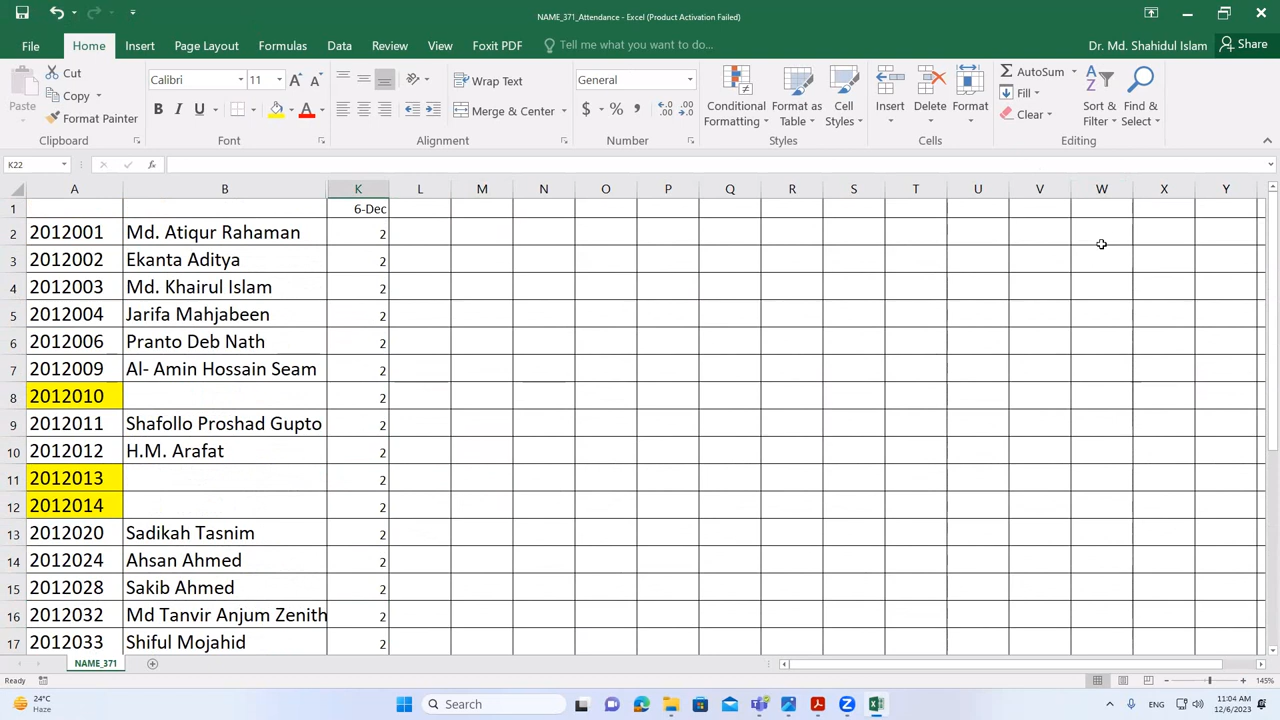 NAME_371_Attendance - Excel (Product Activation Failed)
File Home Insert Page Layout Formulas Data Review View Foxit PDF Tell me what you want to do... Dr. Md. Shahidul Islam Share
Paste Cut Copy Format Painter Clipboard
Calibri 11 A A B I U A Font
Wrap Text Merge & Center Alignment
General $ % , Number
Conditional Formatting Format as Table Cell Styles Styles
Insert Delete Format Cells
AutoSum Fill Clear Sort & Filter Find & Select Editing
K22 fx
A B K L M N O P Q R S T U V W X Y
1 6-Dec
2 2012001 Md. Atiqur Rahaman 2
3 2012002 Ekanta Aditya 2
4 2012003 Md. Khairul Islam 2
5 2012004 Jarifa Mahjabeen 2
6 2012006 Pranto Deb Nath 2
7 2012009 Al- Amin Hossain Seam 2
8 2012010 2
9 2012011 Shafollo Proshad Gupto 2
10 2012012 H.M. Arafat 2
11 2012013 2
12 2012014 2
13 2012020 Sadikah Tasnim 2
14 2012024 Ahsan Ahmed 2
15 2012028 Sakib Ahmed 2
16 2012032 Md Tanvir Anjum Zenith 2
17 2012033 Shiful Mojahid 2
NAME_371
Ready 145%
24°C Haze Search ENG 11:04 AM 12/6/2023